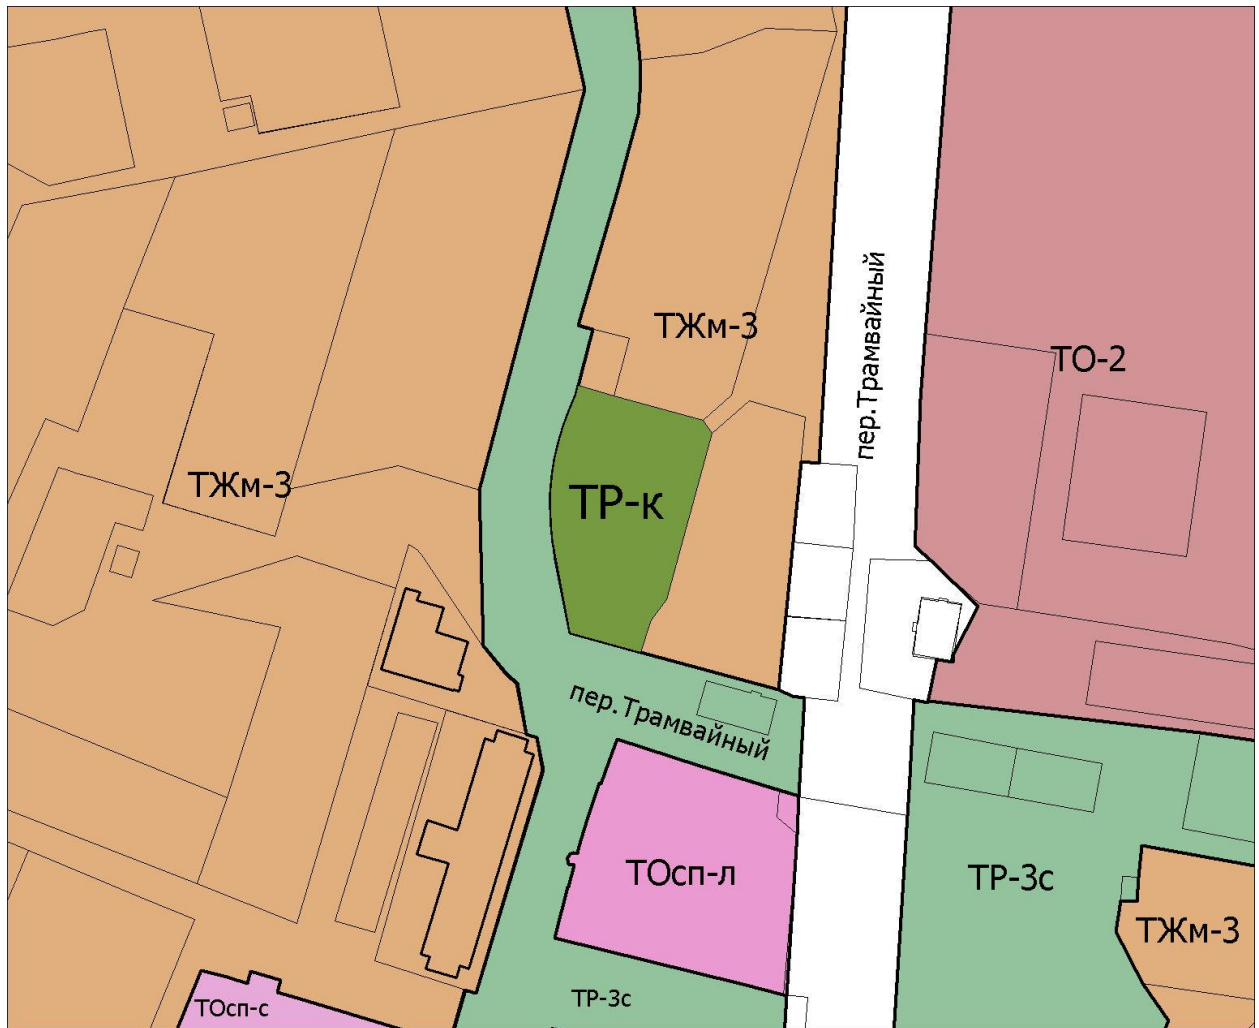 ТЖм-3
пер.Трамвайный
ТО-2
ТЖм-3
ТР-к
пер.Трамвайный
ТОсп-л
ТР-3с
ТЖм-3
ТОсп-с
ТР-3с